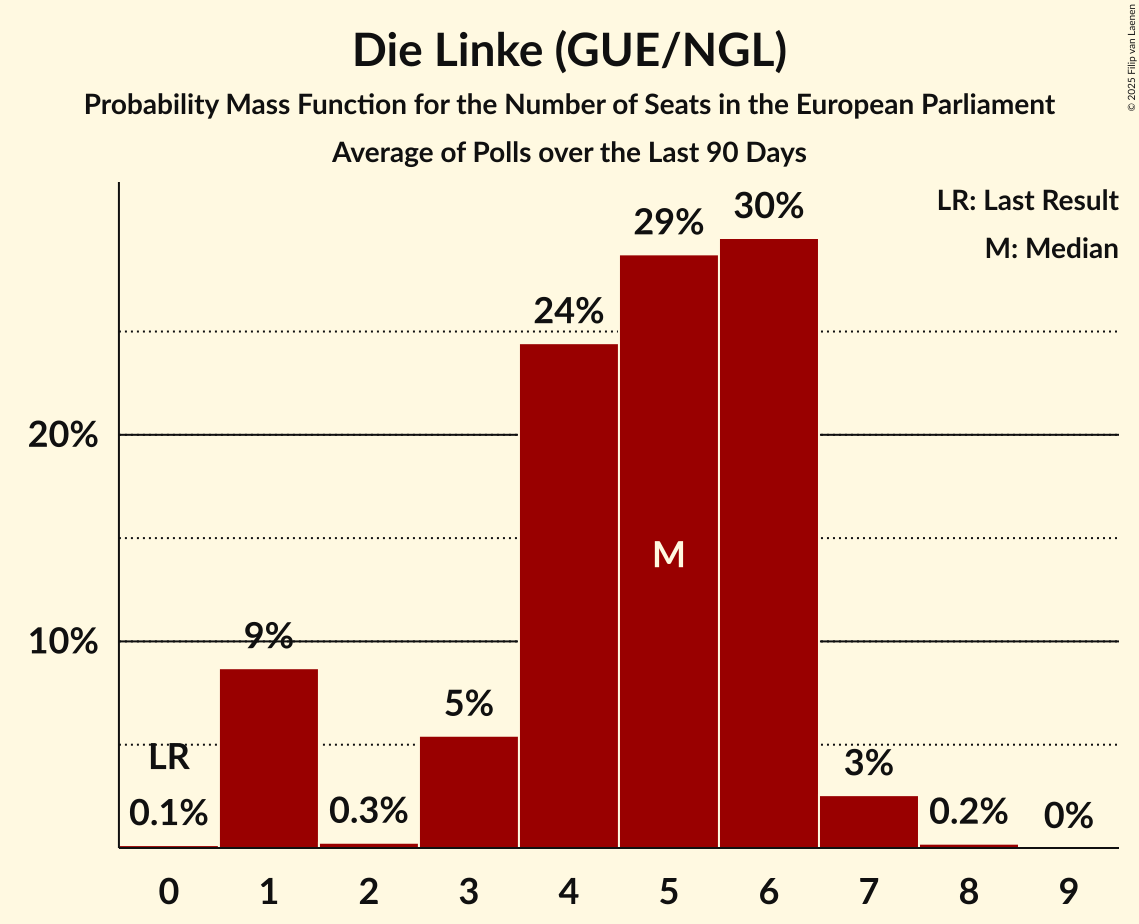 Die Linke (GUE/NGL)
Probability Mass Function for the Number of Seats in the European Parliament
Average of Polls over the Last 90 Days
© 2025 Filip van Laenen
LR: Last Result
M: Median
30%
29%
24%
20%
M
10%
9%
5%
LR
3%
0.1%
0.3%
0.2%
0%
0 1 2 3 4 5 6 7 8 9